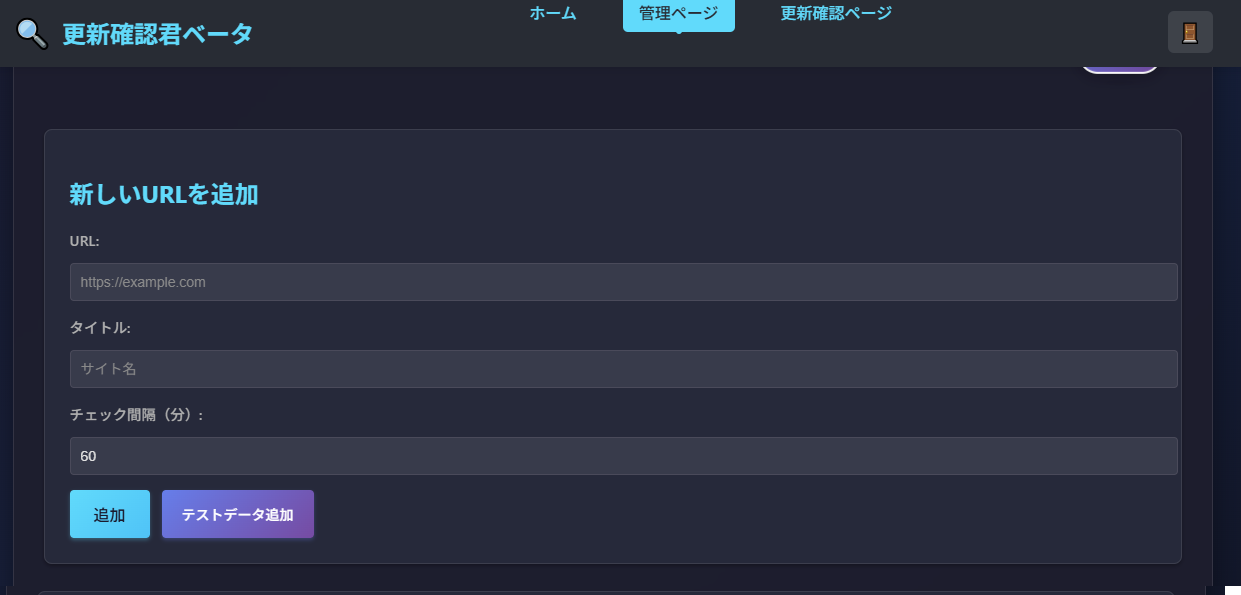 更新確認君ベータ
ホーム
管理ページ
更新確認ページ
新しいURLを追加
URL:
https://example.com
タイトル:
サイト名
チェック間隔（分）:
60
追加
テストデータ追加